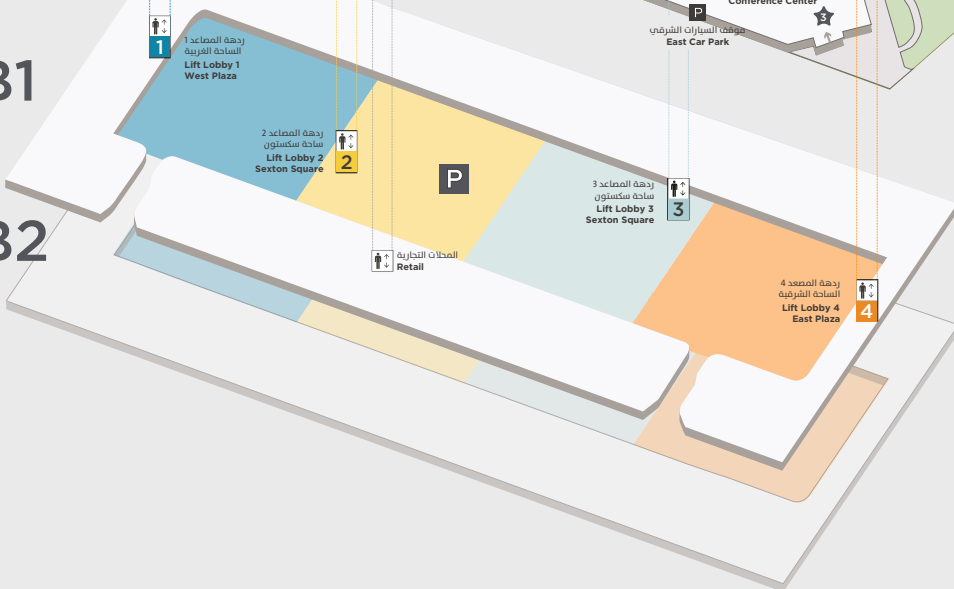 Conference Center
3
P
موقف السيارات الشرقي
East Car Park
1
ردهة المصاعد 1
الساحة الغربية
Lift Lobby 1
West Plaza
B1
ردهة المصاعد 2
ساحة سكستون
Lift Lobby 2
Sexton Square
2
P
ردهة المصاعد 3
ساحة سكستون
Lift Lobby 3
Sexton Square
3
B2
المحلات التجارية
Retail
ردهة المصعد 4
الساحة الشرقية
Lift Lobby 4
East Plaza
4